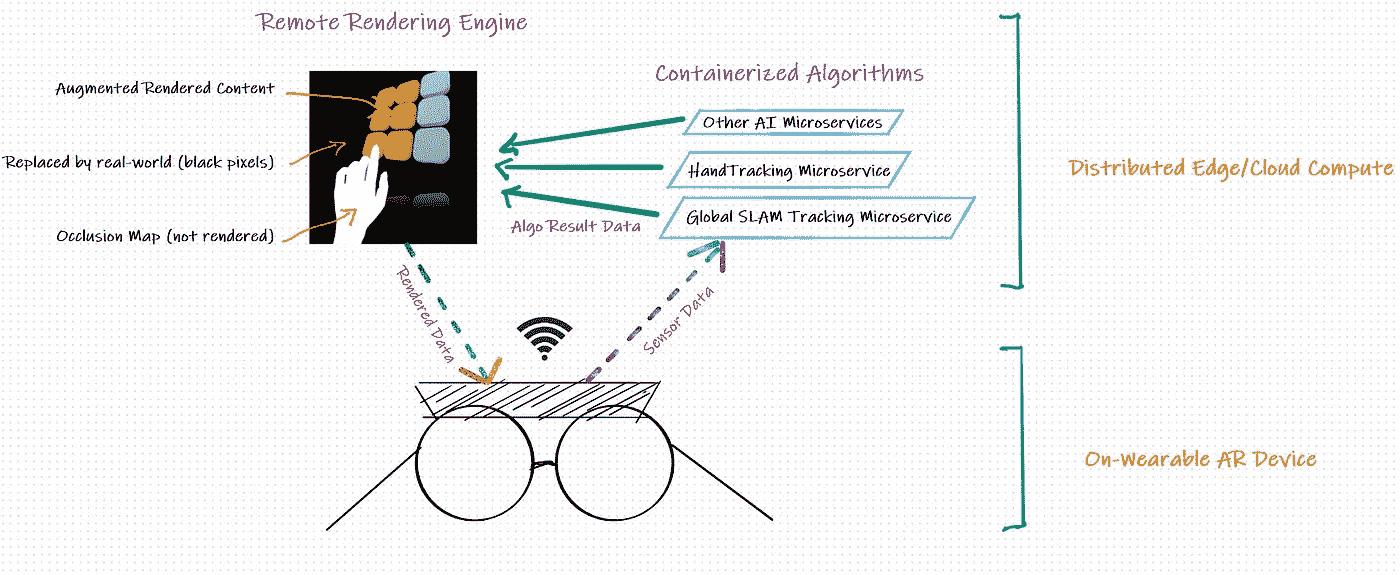 Remote Rendering Engine
Containerized Algorithms
Augmented Rendered Content
Other AI Microservices
Replaced by real-world (black pixels)
HandTracking Microservice
Distributed Edge/Cloud Compute
Global SLAM Tracking Microservice
Algo Result Data
Occlusion Map (not rendered)
Rendered Data
Sensor Data
On-Wearable AR Device